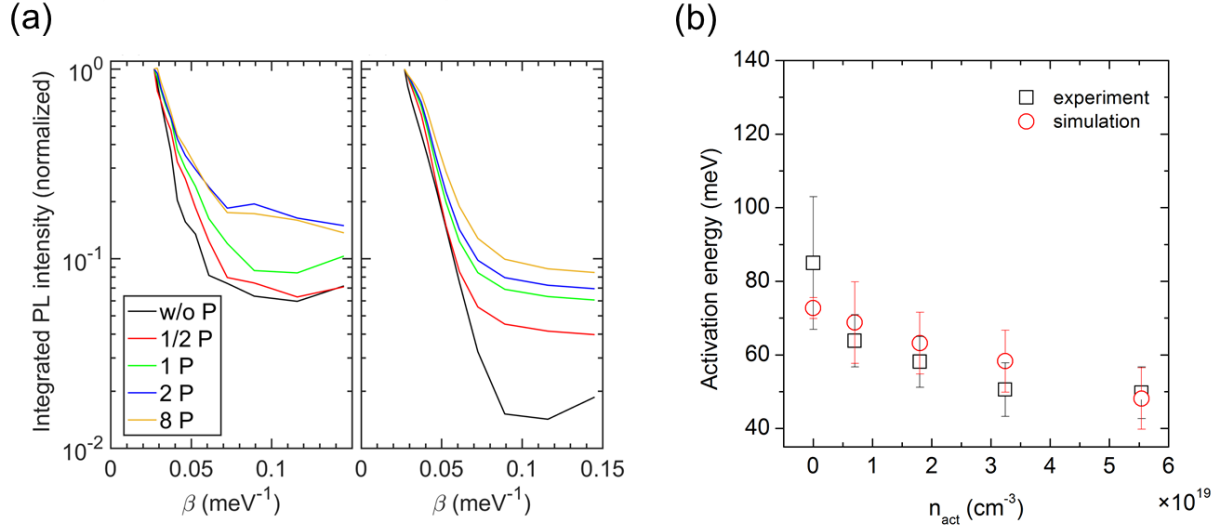 (a)
Integrated PL intensity (normalized)
10⁰
10⁻¹
10⁻²
w/o P
1/2 P
1 P
2 P
8 P
0 0.05 0.1 0 0.05 0.1 0.15
β (meV⁻¹) β (meV⁻¹)
(b)
Activation energy (meV)
140
120
100
80
60
40
experiment
simulation
0 1 2 3 4 5 6
n_act (cm⁻³) ×10¹⁹